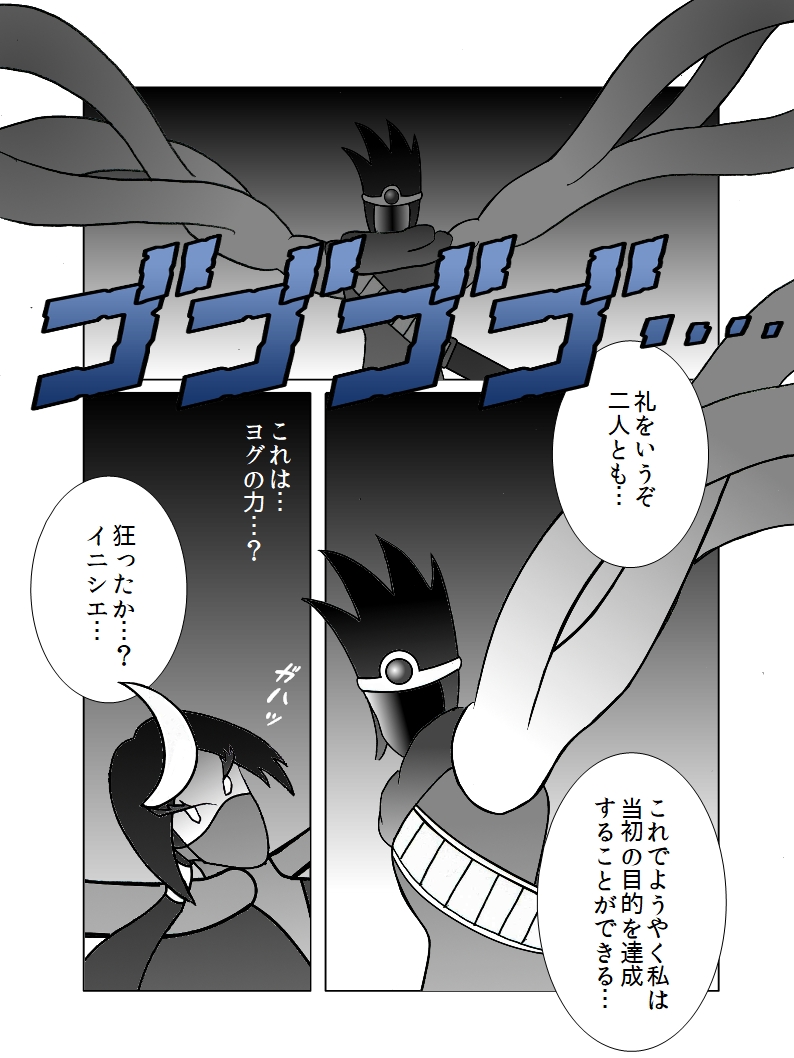 ゴゴゴゴ････
礼をいうぞ
二人とも…
これでようやく私は
当初の目的を達成
することができる…
これは…
ヨグの力…？
ガハッ
狂ったか…？
イニシエ…